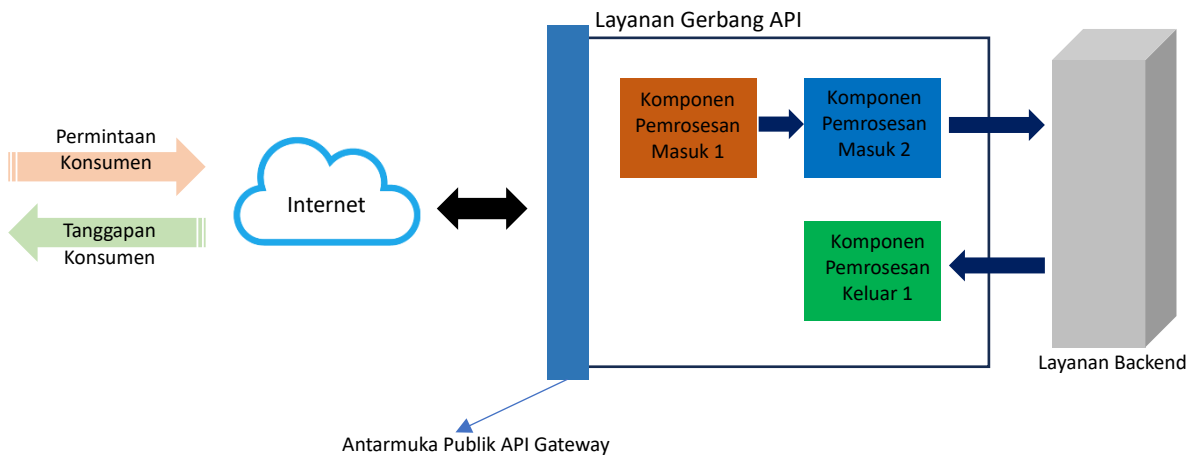 Layanan Gerbang API
Permintaan
Konsumen
Tanggapan
Konsumen
Internet
Komponen
Pemrosesan
Masuk 1
Komponen
Pemrosesan
Masuk 2
Komponen
Pemrosesan
Keluar 1
Layanan Backend
Antarmuka Publik API Gateway